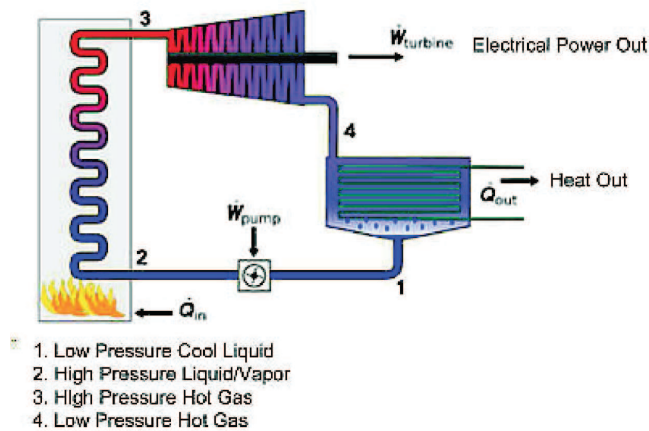 3
Ẇturbine
Electrical Power Out
4
Q̇out
Heat Out
Ẇpump
2
1
Q̇in
1. Low Pressure Cool Liquid
2. High Pressure Liquid/Vapor
3. HIgh Pressure Hot Gas
4. Low Pressure Hot Gas